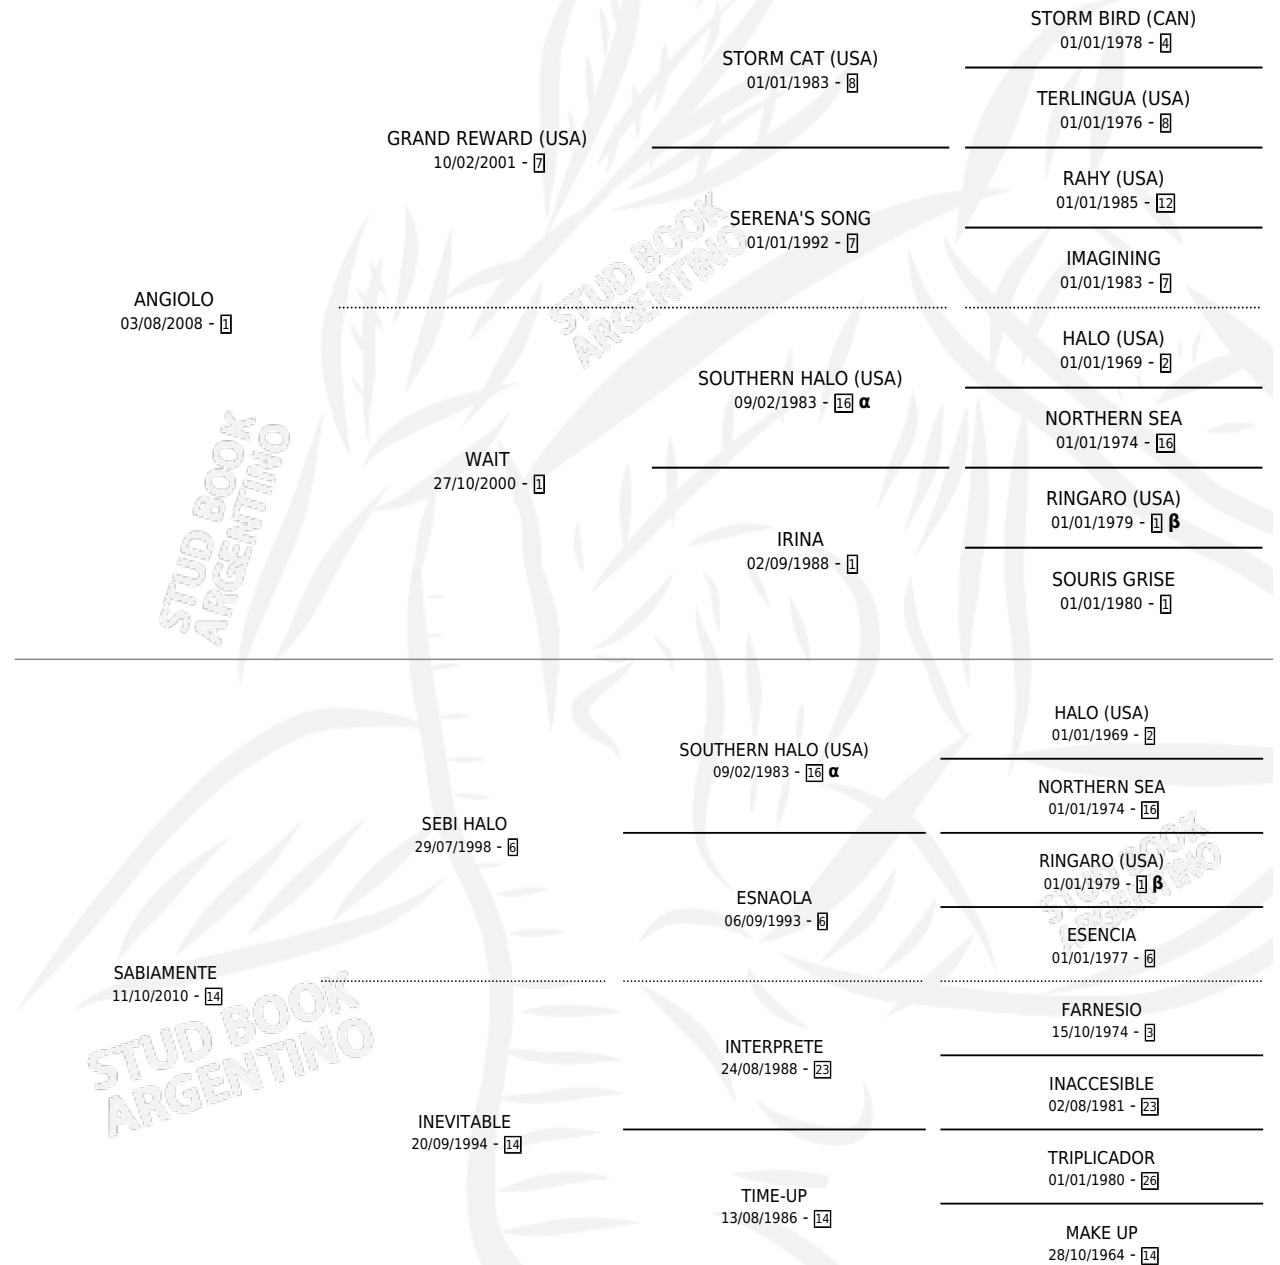 STORM BIRD (CAN)
01/01/1978 - 4
STORM CAT (USA)
01/01/1983 - 8
TERLINGUA (USA)
01/01/1976 - 8
GRAND REWARD (USA)
10/02/2001 - 7
RAHY (USA)
01/01/1985 - 12
SERENA'S SONG
01/01/1992 - 7
IMAGINING
01/01/1983 - 7
ANGIOLO
03/08/2008 - 1
HALO (USA)
01/01/1969 - 2
SOUTHERN HALO (USA)
09/02/1983 - 16 α
NORTHERN SEA
01/01/1974 - 16
WAIT
27/10/2000 - 1
RINGARO (USA)
01/01/1979 - 1 β
IRINA
02/09/1988 - 1
SOURIS GRISE
01/01/1980 - 1
HALO (USA)
01/01/1969 - 2
SOUTHERN HALO (USA)
09/02/1983 - 16 α
NORTHERN SEA
01/01/1974 - 16
SEBI HALO
29/07/1998 - 6
RINGARO (USA)
01/01/1979 - 1 β
ESNAOLA
06/09/1993 - 6
ESENCIA
01/01/1977 - 6
SABIAMENTE
11/10/2010 - 14
FARNESIO
15/10/1974 - 3
INTERPRETE
24/08/1988 - 23
INACCESIBLE
02/08/1981 - 23
INEVITABLE
20/09/1994 - 14
TRIPLICADOR
01/01/1980 - 26
TIME-UP
13/08/1986 - 14
MAKE UP
28/10/1964 - 14
STUD BOOK
ARGENTINO
STUD BOOK
ARGENTINO
STUD BOOK
ARGENTINO
STUD BOOK
ARGENTINO